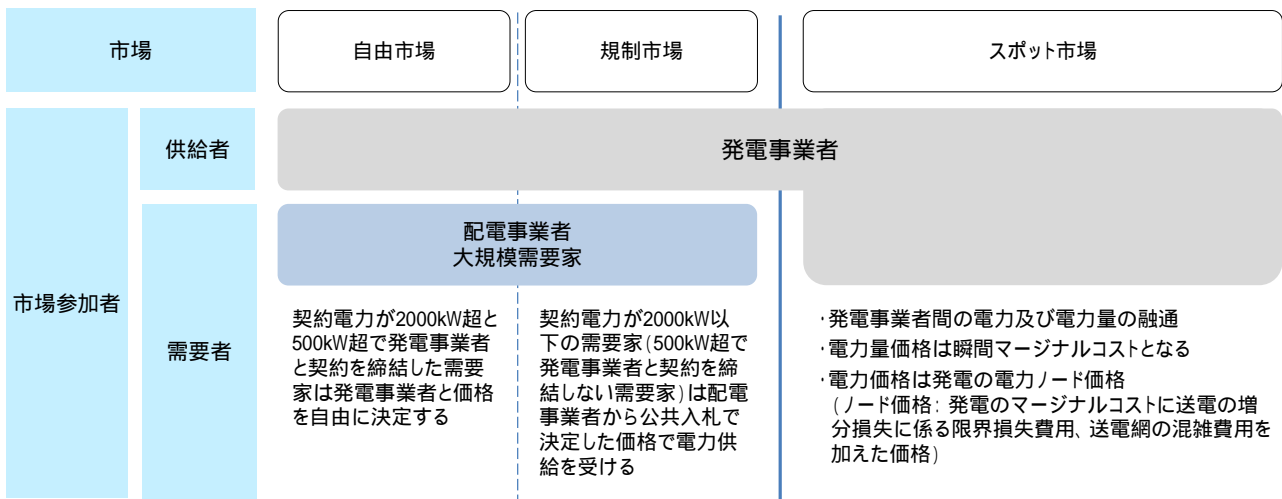 市場
自由市場
規制市場
スポット市場
市場参加者
供給者
発電事業者
需要者
配電事業者
大規模需要家
契約電力が2000kW超と
500kW超で発電事業者
と契約を締結した需要
家は発電事業者と価格
を自由に決定する
契約電力が2000kW以
下の需要家(500kW超で
発電事業者と契約を締
結しない需要家)は配電
事業者から公共入札で
決定した価格で電力供
給を受ける
・発電事業者間の電力及び電力量の融通
・電力量価格は瞬間マージナルコストとなる
・電力価格は発電の電力ノード価格
(ノード価格: 発電のマージナルコストに送電の増
分損失に係る限界損失費用、送電網の混雑費用を
加えた価格)